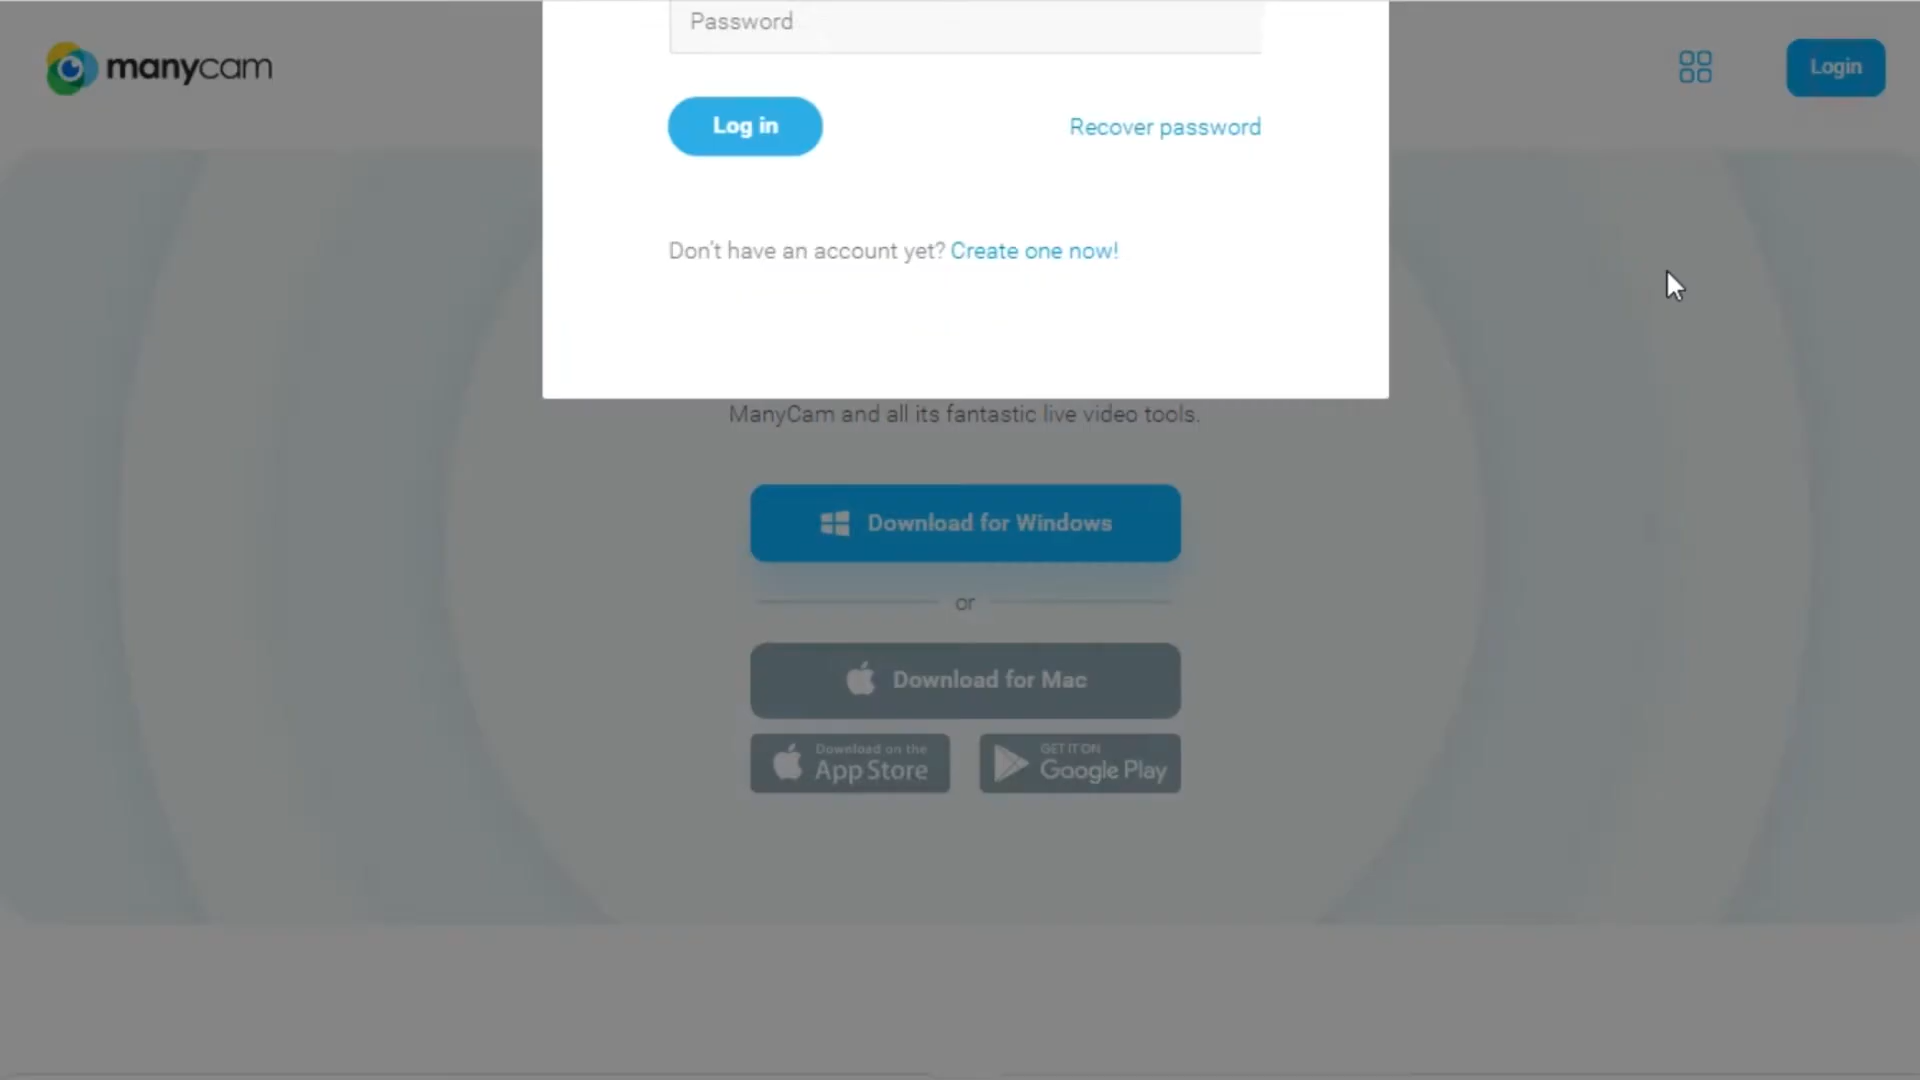 Password
manycam
Login
Log in
Recover password
Don't have an account yet? Create one now!
ManyCam and all its fantastic live video tools.
Download for Windows
or
Download for Mac
Download on the
App Store
GET IT ON
Google Play